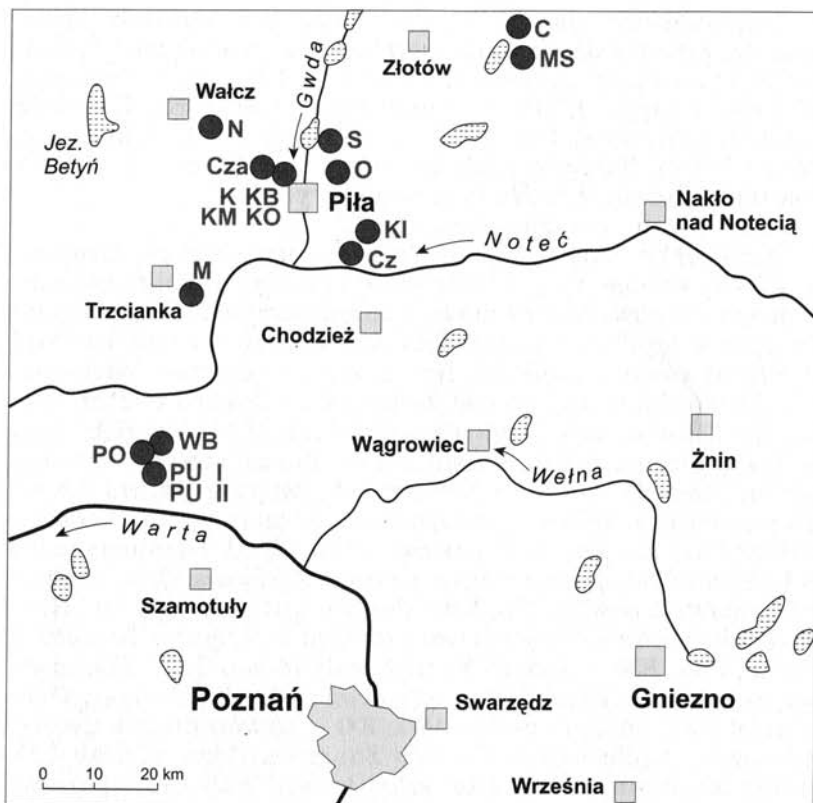 C
Złotów
MS
Gwda
Wałcz
N
Jez.
Betyń
S
Cza
O
K KB
KM KO
Piła
Nakło
nad Notecią
KI
Noteć
Cz
M
Trzcianka
Chodzież
WB
PO
PU I
PU II
Wągrowiec
Żnin
Wełna
Warta
Szamotuły
Poznań
Swarzędz
Gniezno
0 10 20 km
Września